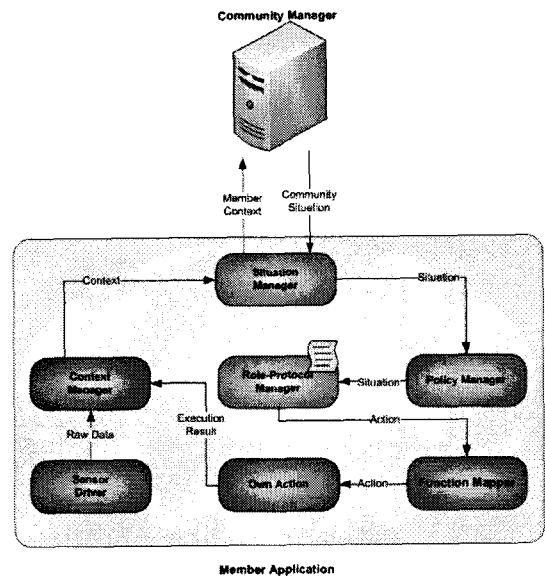 Community Manager
Member
Context
Community
Situation
Context
Situation
Manager
Situation
Context
Manager
Role-Protocol
Manager
Situation
Policy Manager
Execution
Result
Action
Raw Data
Sensor
Driver
Own Action
Action
Function Mapper
Member Application